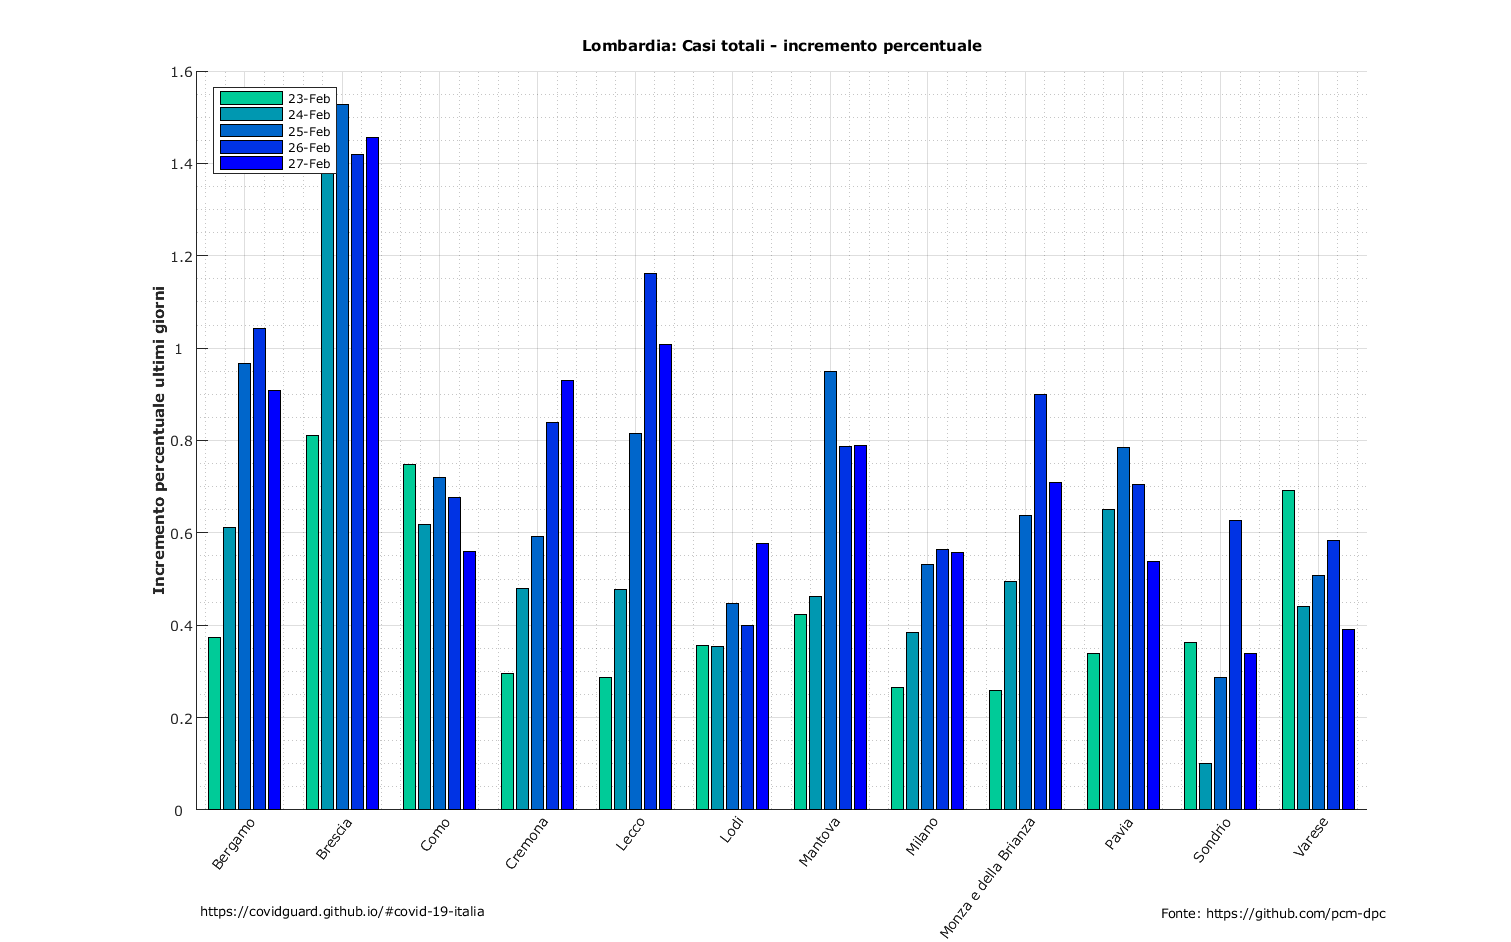 Lombardia: Casi totali - incremento percentuale
23-Feb
24-Feb
25-Feb
26-Feb
27-Feb
Incremento percentuale ultimi giorni
1.6
1.4
1.2
1
0.8
0.6
0.4
0.2
0
Bergamo
Brescia
Como
Cremona
Lecco
Lodi
Mantova
Milano
Monza e della Brianza
Pavia
Sondrio
Varese
https://covidguard.github.io/#covid-19-italia
Fonte: https://github.com/pcm-dpc